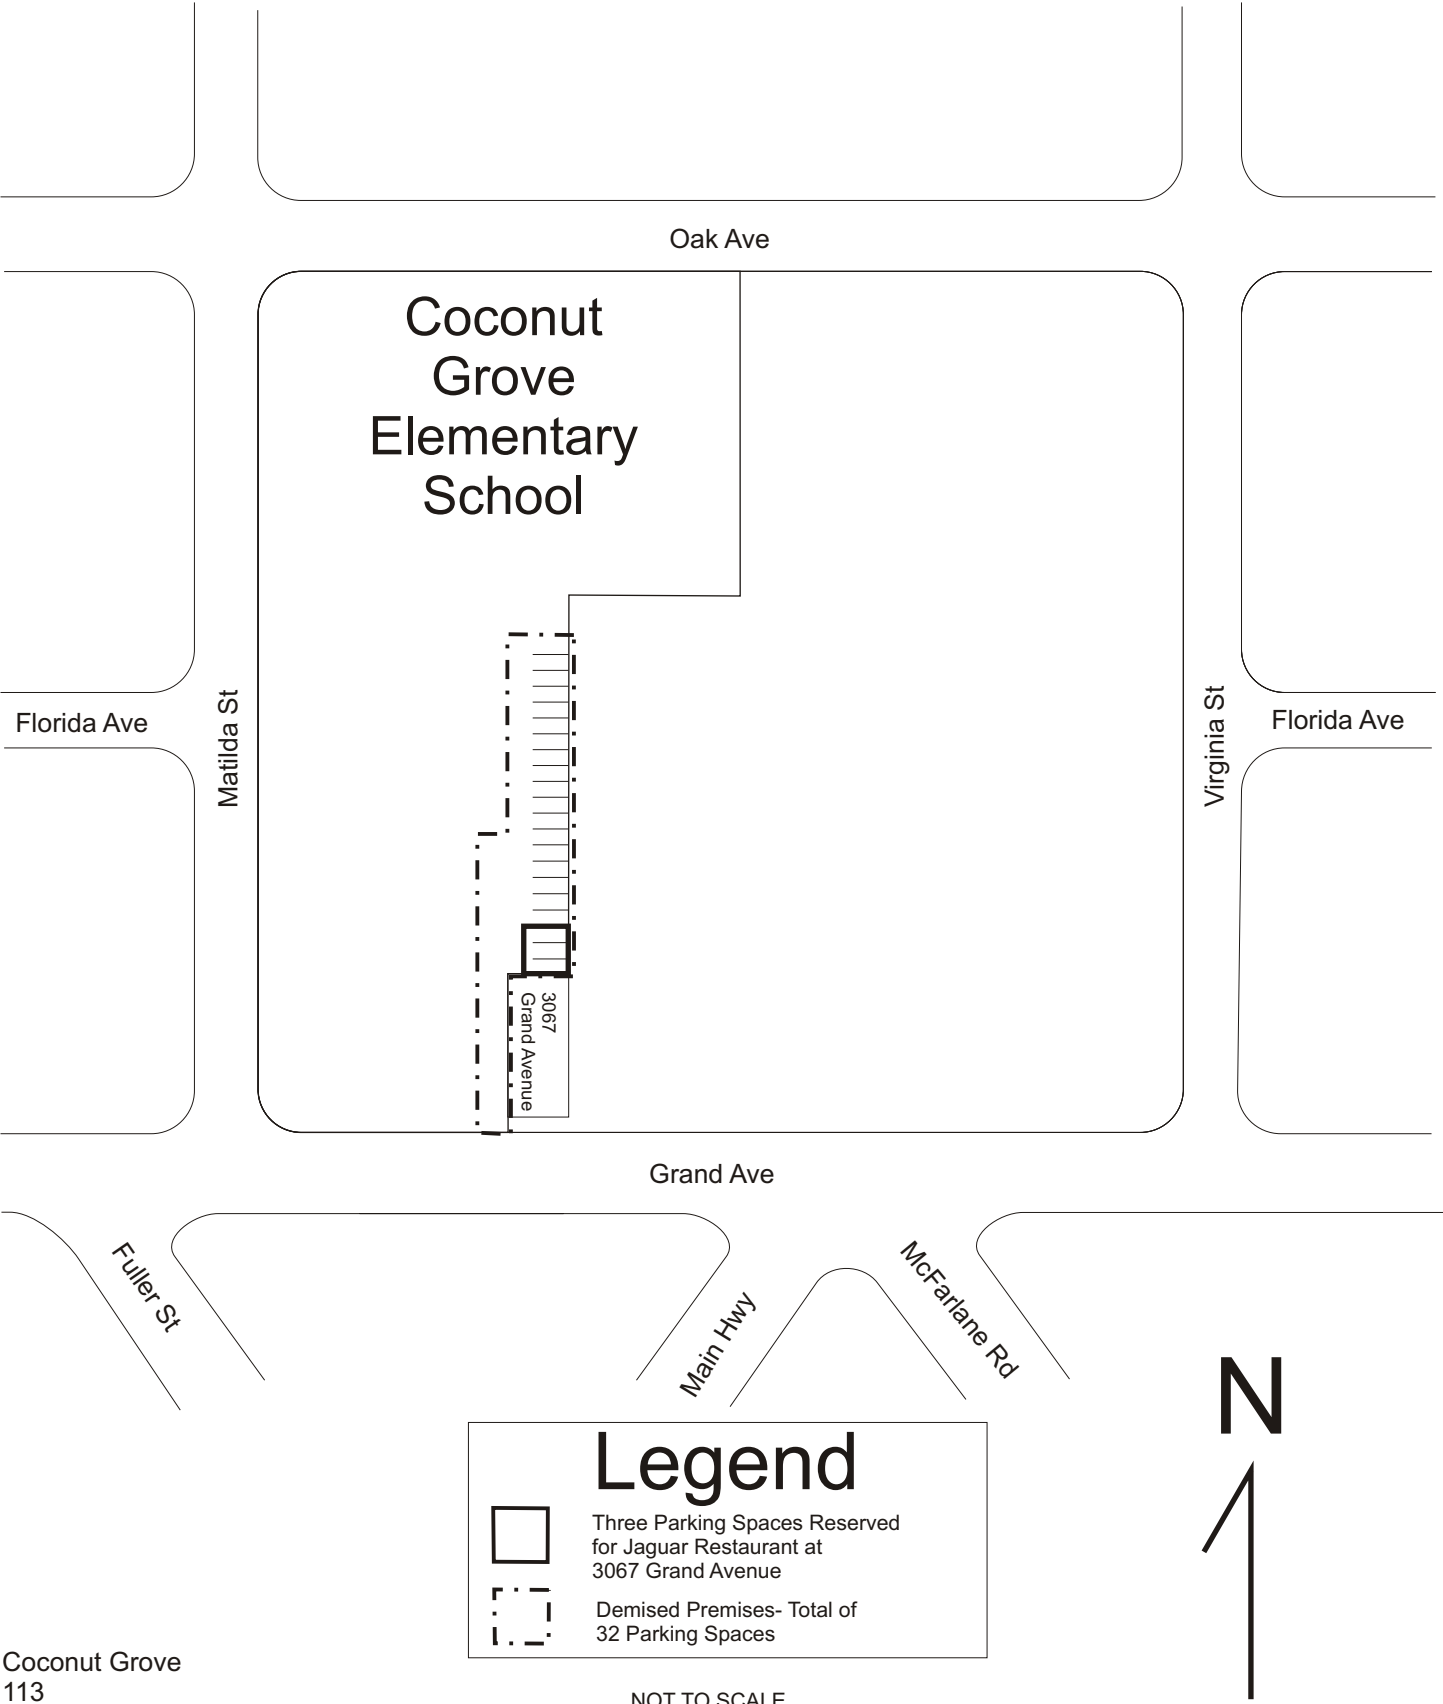 Oak Ave
Coconut
Grove
Elementary
School
Florida Ave
Matilda St
Virginia St
Florida Ave
3067
Grand Avenue
Grand Ave
Fuller St
Main Hwy
McFarlane Rd
N
Legend
Three Parking Spaces Reserved
for Jaguar Restaurant at
3067 Grand Avenue
Demised Premises- Total of
32 Parking Spaces
Coconut Grove
113
NOT TO SCALE